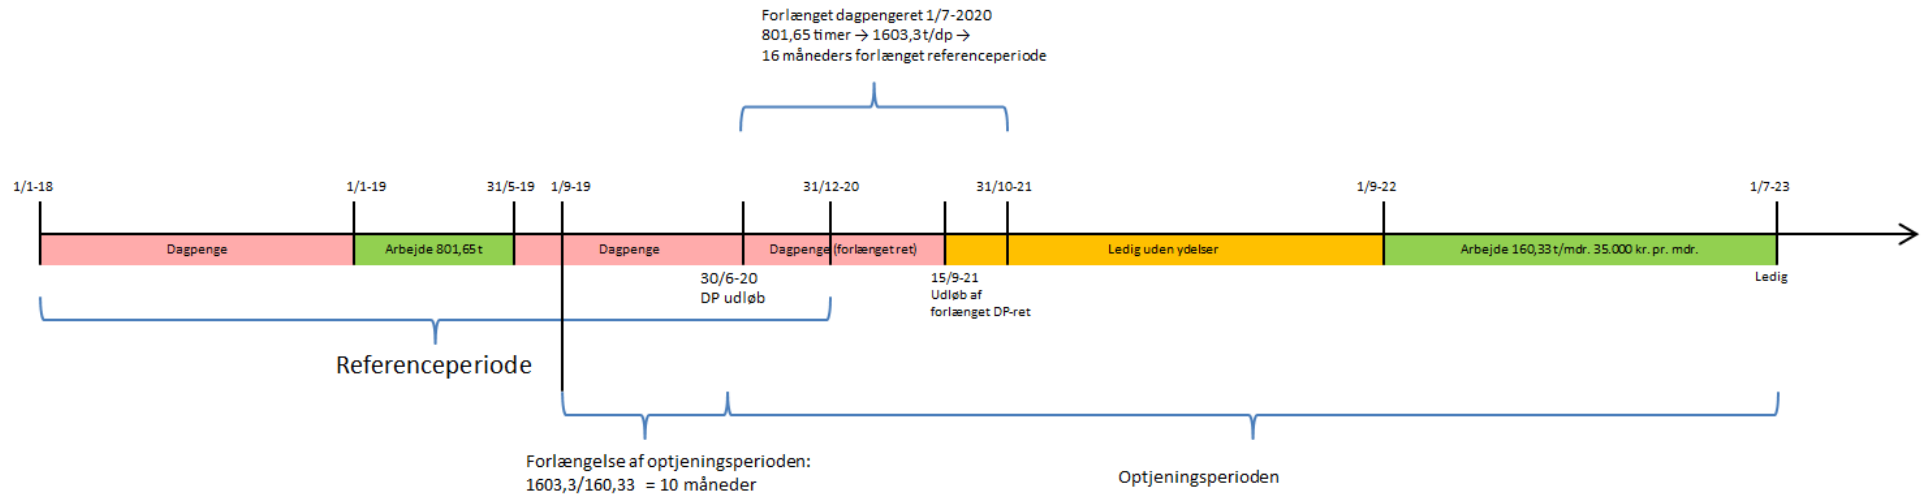 Forlænget dagpengeret 1/7-2020
801,65 timer → 1603,3 t/dp →
16 måneders forlænget referenceperiode
1/1-18
1/1-19
31/5-19
1/9-19
31/12-20
31/10-21
1/9-22
1/7-23
Dagpenge
Arbejde 801,65 t
Dagpenge
Dagpenge (forlænget ret)
Ledig uden ydelser
Arbejde 160,33 t/mdr. 35.000 kr. pr. mdr.
30/6-20
DP udløb
15/9-21
Udløb af
forlænget DP-ret
Ledig
Referenceperiode
Forlængelse af optjeningsperioden:
1603,3/160,33 = 10 måneder
Optjeningsperioden